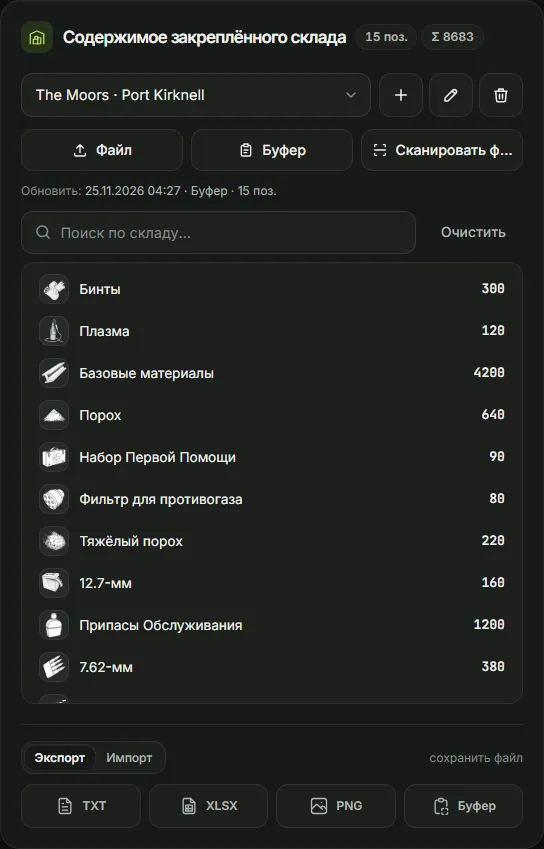 Содержимое закреплённого склада 15 поз. Σ 8683
The Moors · Port Kirknell
Файл Буфер Сканировать ф...
Обновить: 25.11.2026 04:27 · Буфер · 15 поз.
Поиск по складу... Очистить
Бинты 300
Плазма 120
Базовые материалы 4200
Порох 640
Набор Первой Помощи 90
Фильтр для противогаза 80
Тяжёлый порох 220
12.7-мм 160
Припасы Обслуживания 1200
7.62-мм 380
Экспорт Импорт сохранить файл
TXT XLSX PNG Буфер